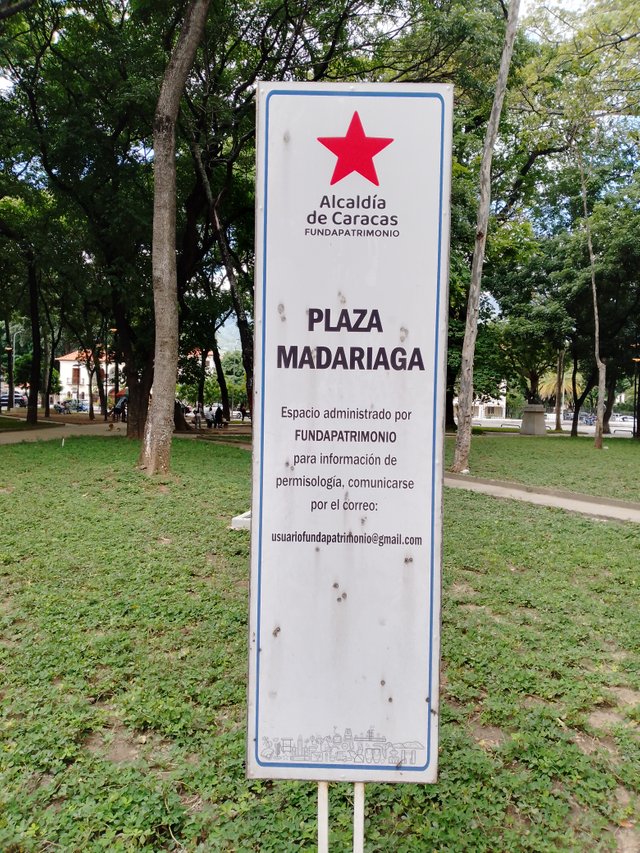 Alcaldía
de Caracas
FUNDAPATRIMONIO
PLAZA
MADARIAGA
Espacio administrado por
FUNDAPATRIMONIO
para información de
permisología, comunicarse
por el correo:
usuariofundapatrimonio@gmail.com